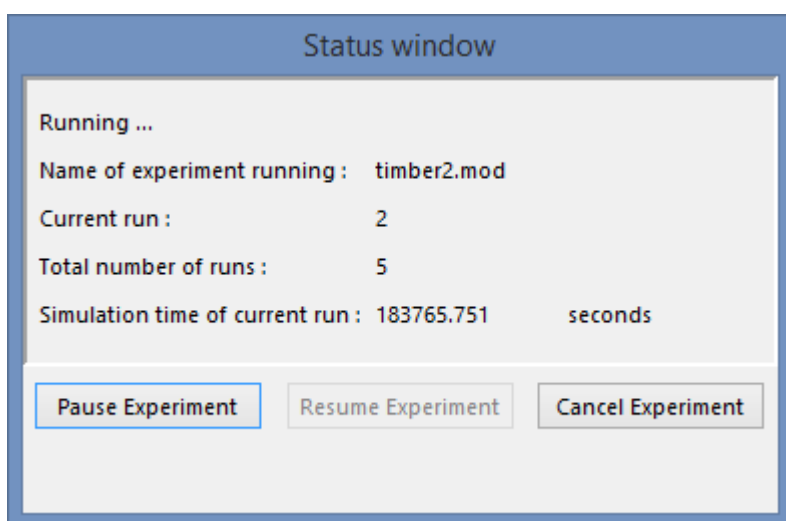 Status window
Running ...
Name of experiment running : timber2.mod
Current run : 2
Total number of runs : 5
Simulation time of current run : 183765.751 seconds
Pause Experiment Resume Experiment Cancel Experiment